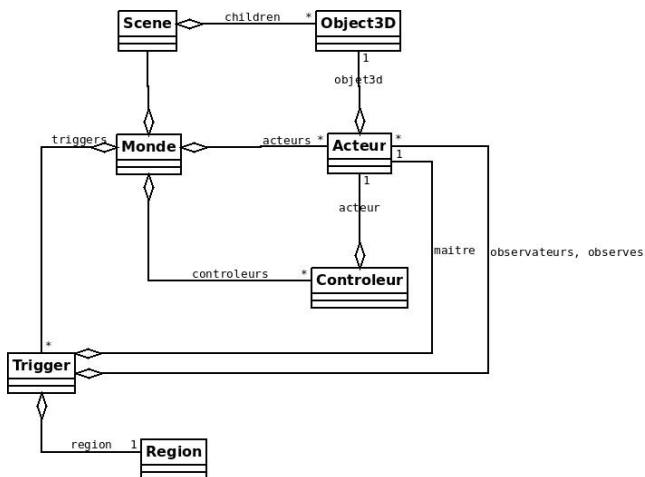 Scene children * Object3D
1
objet3d
triggers Monde acteurs * Acteur *
1
1
acteur
maitre observateurs, observes
controleurs * Controleur
*
Trigger
region 1 Region